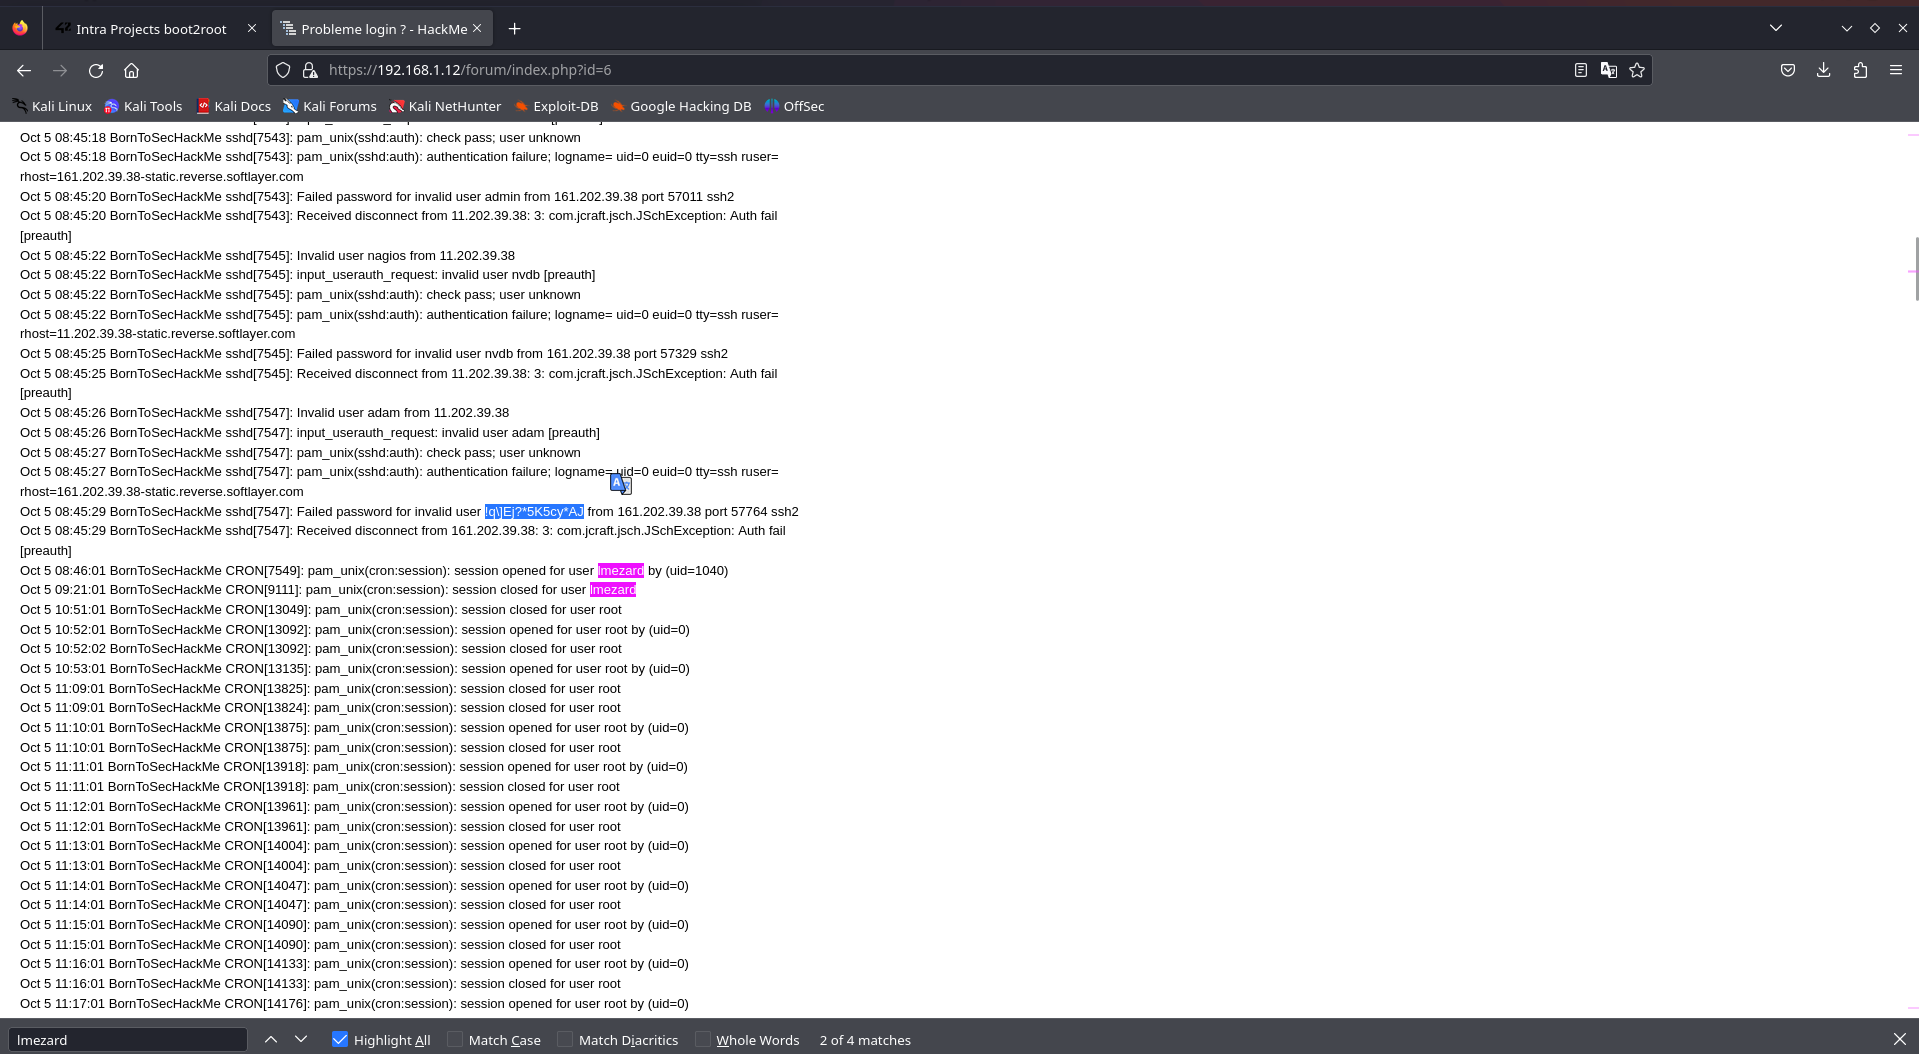 Intra Projects boot2root
Probleme login ? - HackMe
https://192.168.1.12/forum/index.php?id=6
Kali Linux
Kali Tools
Kali Docs
Kali Forums
Kali NetHunter
Exploit-DB
Google Hacking DB
OffSec
Oct 5 08:45:18 BornToSecHackMe sshd[7543]: pam_unix(sshd:auth): check pass; user unknown
Oct 5 08:45:18 BornToSecHackMe sshd[7543]: pam_unix(sshd:auth): authentication failure; logname= uid=0 euid=0 tty=ssh ruser=
rhost=161.202.39.38-static.reverse.softlayer.com
Oct 5 08:45:20 BornToSecHackMe sshd[7543]: Failed password for invalid user admin from 161.202.39.38 port 57011 ssh2
Oct 5 08:45:20 BornToSecHackMe sshd[7543]: Received disconnect from 11.202.39.38: 3: com.jcraft.jsch.JSchException: Auth fail
[preauth]
Oct 5 08:45:22 BornToSecHackMe sshd[7545]: Invalid user nagios from 11.202.39.38
Oct 5 08:45:22 BornToSecHackMe sshd[7545]: input_userauth_request: invalid user nvdb [preauth]
Oct 5 08:45:22 BornToSecHackMe sshd[7545]: pam_unix(sshd:auth): check pass; user unknown
Oct 5 08:45:22 BornToSecHackMe sshd[7545]: pam_unix(sshd:auth): authentication failure; logname= uid=0 euid=0 tty=ssh ruser=
rhost=11.202.39.38-static.reverse.softlayer.com
Oct 5 08:45:25 BornToSecHackMe sshd[7545]: Failed password for invalid user nvdb from 161.202.39.38 port 57329 ssh2
Oct 5 08:45:25 BornToSecHackMe sshd[7545]: Received disconnect from 11.202.39.38: 3: com.jcraft.jsch.JSchException: Auth fail
[preauth]
Oct 5 08:45:26 BornToSecHackMe sshd[7547]: Invalid user adam from 11.202.39.38
Oct 5 08:45:26 BornToSecHackMe sshd[7547]: input_userauth_request: invalid user adam [preauth]
Oct 5 08:45:27 BornToSecHackMe sshd[7547]: pam_unix(sshd:auth): check pass; user unknown
Oct 5 08:45:27 BornToSecHackMe sshd[7547]: pam_unix(sshd:auth): authentication failure; logname= uid=0 euid=0 tty=ssh ruser=
rhost=161.202.39.38-static.reverse.softlayer.com
Oct 5 08:45:29 BornToSecHackMe sshd[7547]: Failed password for invalid user !q\]Ej?*5K5cy*AJ from 161.202.39.38 port 57764 ssh2
Oct 5 08:45:29 BornToSecHackMe sshd[7547]: Received disconnect from 161.202.39.38: 3: com.jcraft.jsch.JSchException: Auth fail
[preauth]
Oct 5 08:46:01 BornToSecHackMe CRON[7549]: pam_unix(cron:session): session opened for user lmezard by (uid=1040)
Oct 5 09:21:01 BornToSecHackMe CRON[9111]: pam_unix(cron:session): session closed for user lmezard
Oct 5 10:51:01 BornToSecHackMe CRON[13049]: pam_unix(cron:session): session closed for user root
Oct 5 10:52:01 BornToSecHackMe CRON[13092]: pam_unix(cron:session): session opened for user root by (uid=0)
Oct 5 10:52:02 BornToSecHackMe CRON[13092]: pam_unix(cron:session): session closed for user root
Oct 5 10:53:01 BornToSecHackMe CRON[13135]: pam_unix(cron:session): session opened for user root by (uid=0)
Oct 5 11:09:01 BornToSecHackMe CRON[13825]: pam_unix(cron:session): session closed for user root
Oct 5 11:09:01 BornToSecHackMe CRON[13824]: pam_unix(cron:session): session closed for user root
Oct 5 11:10:01 BornToSecHackMe CRON[13875]: pam_unix(cron:session): session opened for user root by (uid=0)
Oct 5 11:10:01 BornToSecHackMe CRON[13875]: pam_unix(cron:session): session closed for user root
Oct 5 11:11:01 BornToSecHackMe CRON[13918]: pam_unix(cron:session): session opened for user root by (uid=0)
Oct 5 11:11:01 BornToSecHackMe CRON[13918]: pam_unix(cron:session): session closed for user root
Oct 5 11:12:01 BornToSecHackMe CRON[13961]: pam_unix(cron:session): session opened for user root by (uid=0)
Oct 5 11:12:01 BornToSecHackMe CRON[13961]: pam_unix(cron:session): session closed for user root
Oct 5 11:13:01 BornToSecHackMe CRON[14004]: pam_unix(cron:session): session opened for user root by (uid=0)
Oct 5 11:13:01 BornToSecHackMe CRON[14004]: pam_unix(cron:session): session closed for user root
Oct 5 11:14:01 BornToSecHackMe CRON[14047]: pam_unix(cron:session): session opened for user root by (uid=0)
Oct 5 11:14:01 BornToSecHackMe CRON[14047]: pam_unix(cron:session): session closed for user root
Oct 5 11:15:01 BornToSecHackMe CRON[14090]: pam_unix(cron:session): session opened for user root by (uid=0)
Oct 5 11:15:01 BornToSecHackMe CRON[14090]: pam_unix(cron:session): session closed for user root
Oct 5 11:16:01 BornToSecHackMe CRON[14133]: pam_unix(cron:session): session opened for user root by (uid=0)
Oct 5 11:16:01 BornToSecHackMe CRON[14133]: pam_unix(cron:session): session closed for user root
Oct 5 11:17:01 BornToSecHackMe CRON[14176]: pam_unix(cron:session): session opened for user root by (uid=0)
lmezard
Highlight All
Match Case
Match Diacritics
Whole Words
2 of 4 matches